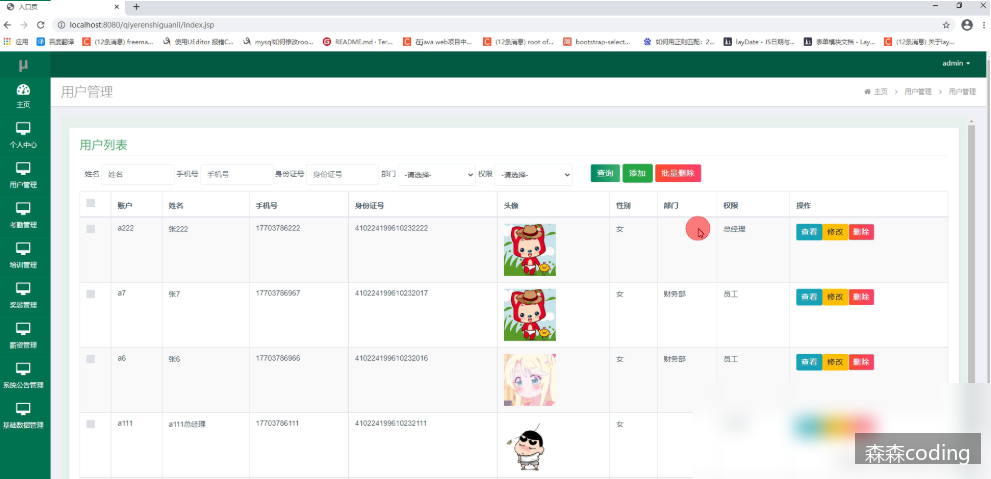 入口页
localhost:8080/qiyerenshiguanli/index.jsp
应用 百度翻译 (12条消息) freema... 使用UEditor 报措C... mysql如何修改roo... README.md · Ter... 在java web项目中... (12条消息) root of... bootstrap-select... 如何用正则匹配：2... layDate - JS日期与... 表单模块文档 - Lay... (12条消息) 关于lay...
μ admin
用户管理 主页 > 用户管理 > 用户管理
主页
个人中心
用户管理
考勤管理
培训管理
奖惩管理
薪资管理
系统公告管理
基础数据管理
用户列表
姓名 姓名 手机号 手机号 身份证号 身份证号 部门 -请选择- 权限 -请选择- 查询 添加 批量删除
账户 姓名 手机号 身份证号 头像 性别 部门 权限 操作
a222 张222 17703786222 410224199610232222 女 总经理 查看 修改 删除
a7 张7 17703786967 410224199610232017 女 财务部 员工 查看 修改 删除
a6 张6 17703786966 410224199610232016 女 财务部 员工 查看 修改 删除
a111 a111总经理 17703786111 410224199610232111 女
森森coding